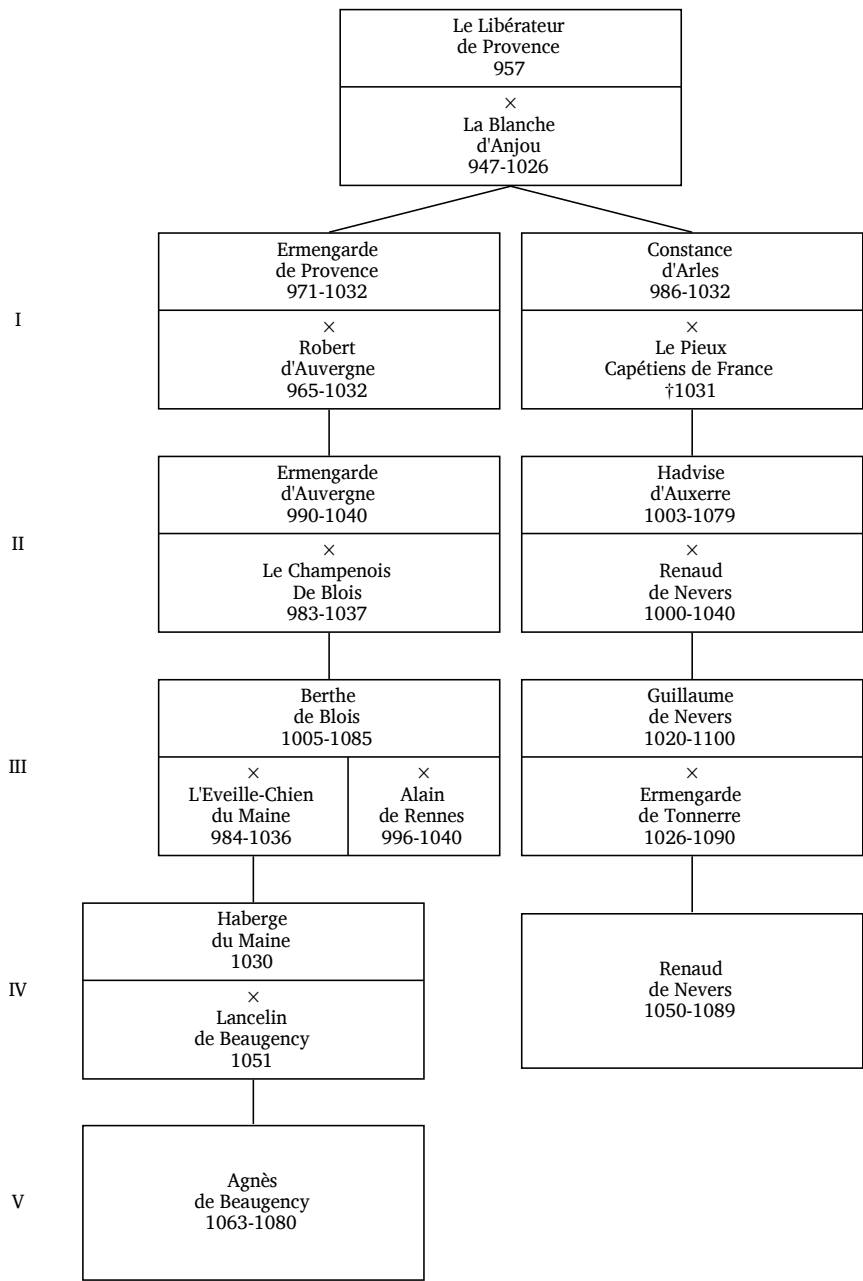 Le Libérateur
de Provence
957
×
La Blanche
d'Anjou
947-1026
I
Ermengarde
de Provence
971-1032
×
Robert
d'Auvergne
965-1032
Constance
d'Arles
986-1032
×
Le Pieux
Capétiens de France
†1031
II
Ermengarde
d'Auvergne
990-1040
×
Le Champenois
De Blois
983-1037
Hadvise
d'Auxerre
1003-1079
×
Renaud
de Nevers
1000-1040
III
Berthe
de Blois
1005-1085
×
L'Eveille-Chien
du Maine
984-1036
×
Alain
de Rennes
996-1040
Guillaume
de Nevers
1020-1100
×
Ermengarde
de Tonnerre
1026-1090
IV
Haberge
du Maine
1030
×
Lancelin
de Beaugency
1051
Renaud
de Nevers
1050-1089
V
Agnès
de Beaugency
1063-1080